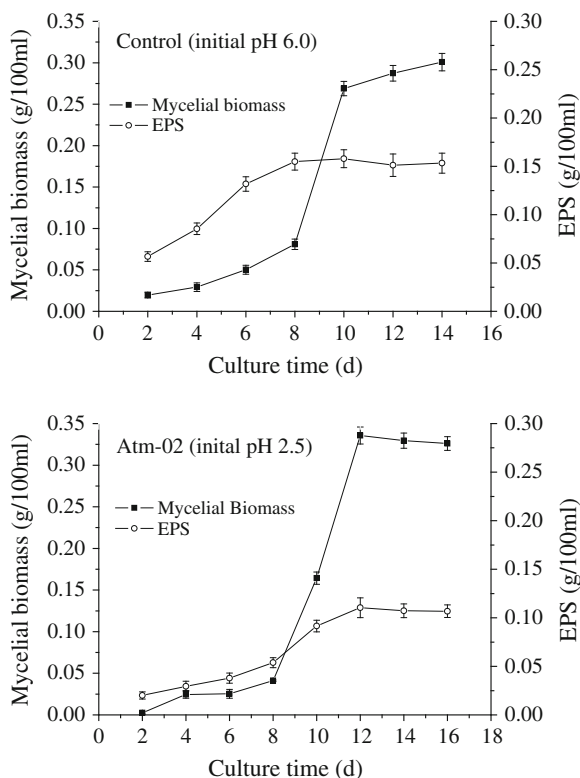 Control (initial pH 6.0)
Mycelial biomass
EPS
Mycelial biomass (g/100ml)
0.35
0.30
0.25
0.20
0.15
0.10
0.05
0.00
EPS (g/100ml)
0.30
0.25
0.20
0.15
0.10
0.05
0.00
0 2 4 6 8 10 12 14 16
Culture time (d)
Atm-02 (inital pH 2.5)
Mycelial Biomass
EPS
Mycelial biomass (g/100ml)
0.35
0.30
0.25
0.20
0.15
0.10
0.05
0.00
EPS (g/100ml)
0.30
0.25
0.20
0.15
0.10
0.05
0.00
0 2 4 6 8 10 12 14 16 18
Culture time (d)